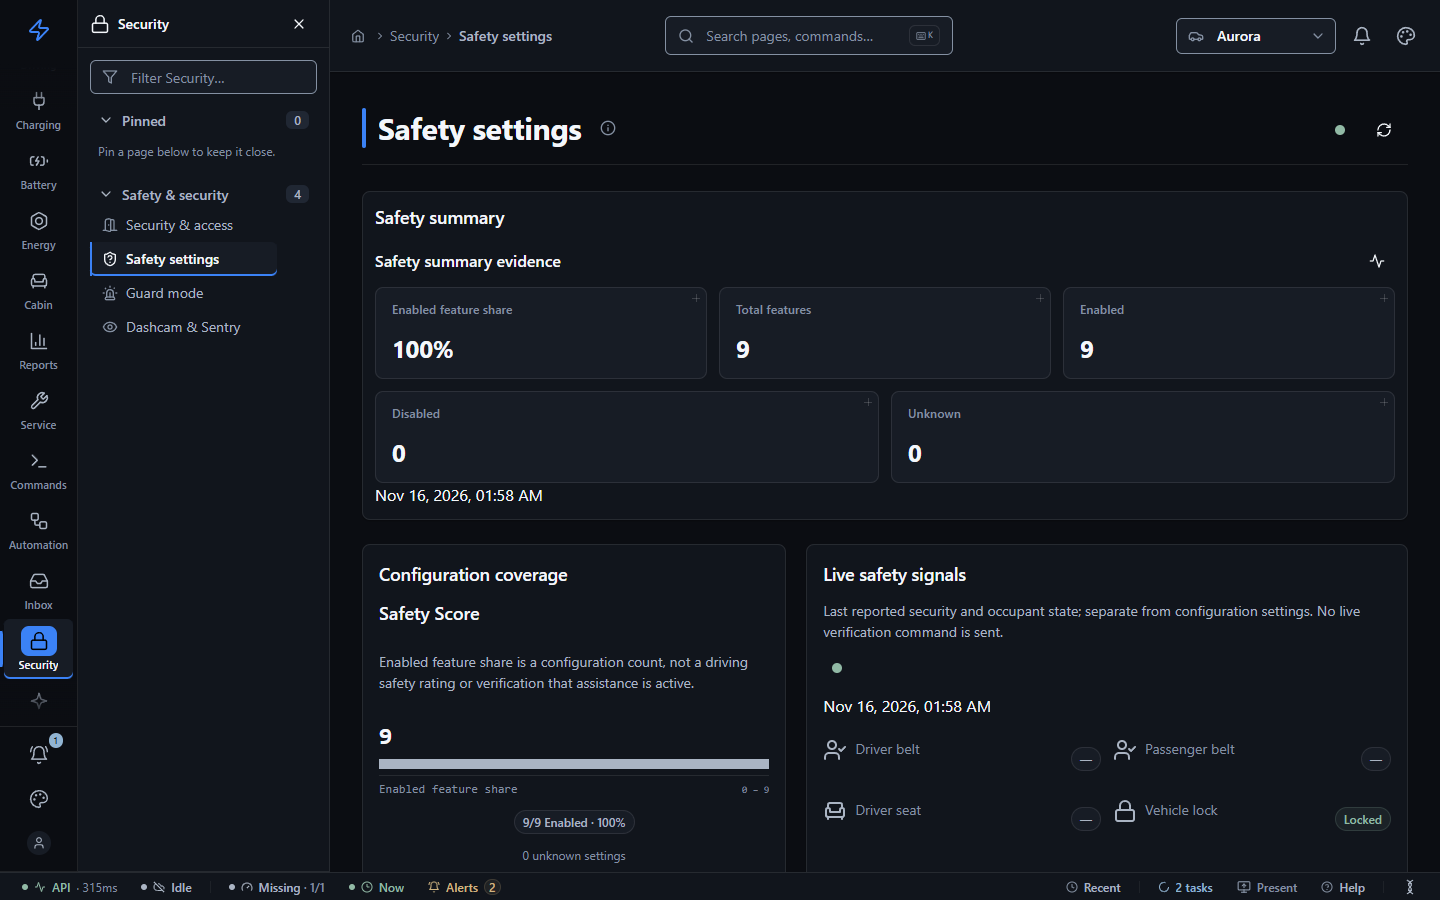 Security
Security
Safety settings
Search pages, commands...
K
Aurora
Filter Security...
Charging
Battery
Energy
Cabin
Reports
Service
Commands
Automation
Inbox
Security
1
Pinned
0
Pin a page below to keep it close.
Safety & security
4
Security & access
Safety settings
Guard mode
Dashcam & Sentry
Safety settings
Safety summary
Safety summary evidence
Enabled feature share
100%
Total features
9
Enabled
9
Disabled
0
Unknown
0
Nov 16, 2026, 01:58 AM
Configuration coverage
Safety Score
Enabled feature share is a configuration count, not a driving
safety rating or verification that assistance is active.
9
Enabled feature share
0 – 9
9/9 Enabled · 100%
0 unknown settings
Live safety signals
Last reported security and occupant state; separate from configuration settings. No live
verification command is sent.
Nov 16, 2026, 01:58 AM
Driver belt
—
Passenger belt
—
Driver seat
—
Vehicle lock
Locked
API · 315ms
Idle
Missing · 1/1
Now
Alerts 2
Recent
2 tasks
Present
Help